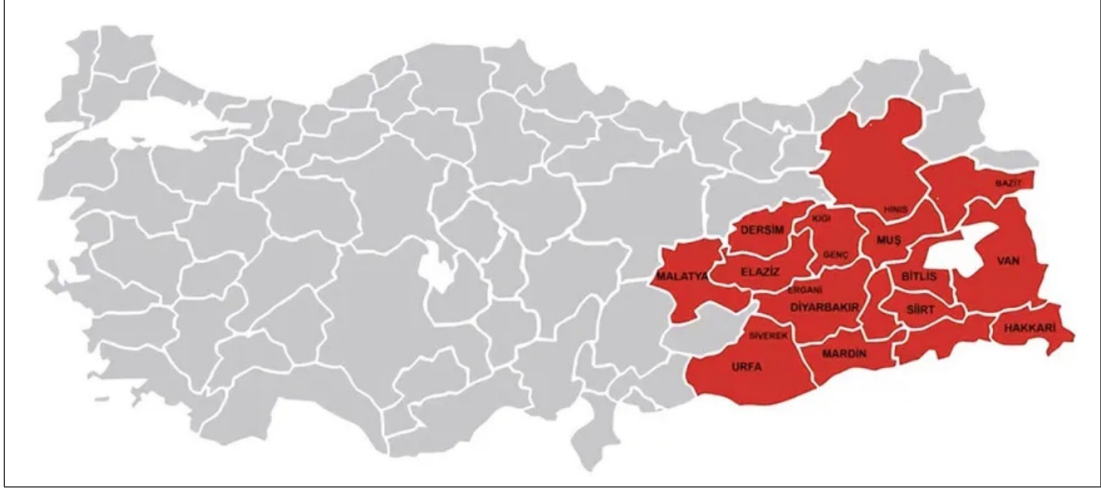 BAZİT
HINIS
KIGI
DERSİM
MUŞ
GENÇ
VAN
MALATYA
ELAZİZ
BİTLİS
ERGANİ
DİYARBAKIR
SİİRT
HAKKARİ
SİVEREK
MARDİN
URFA